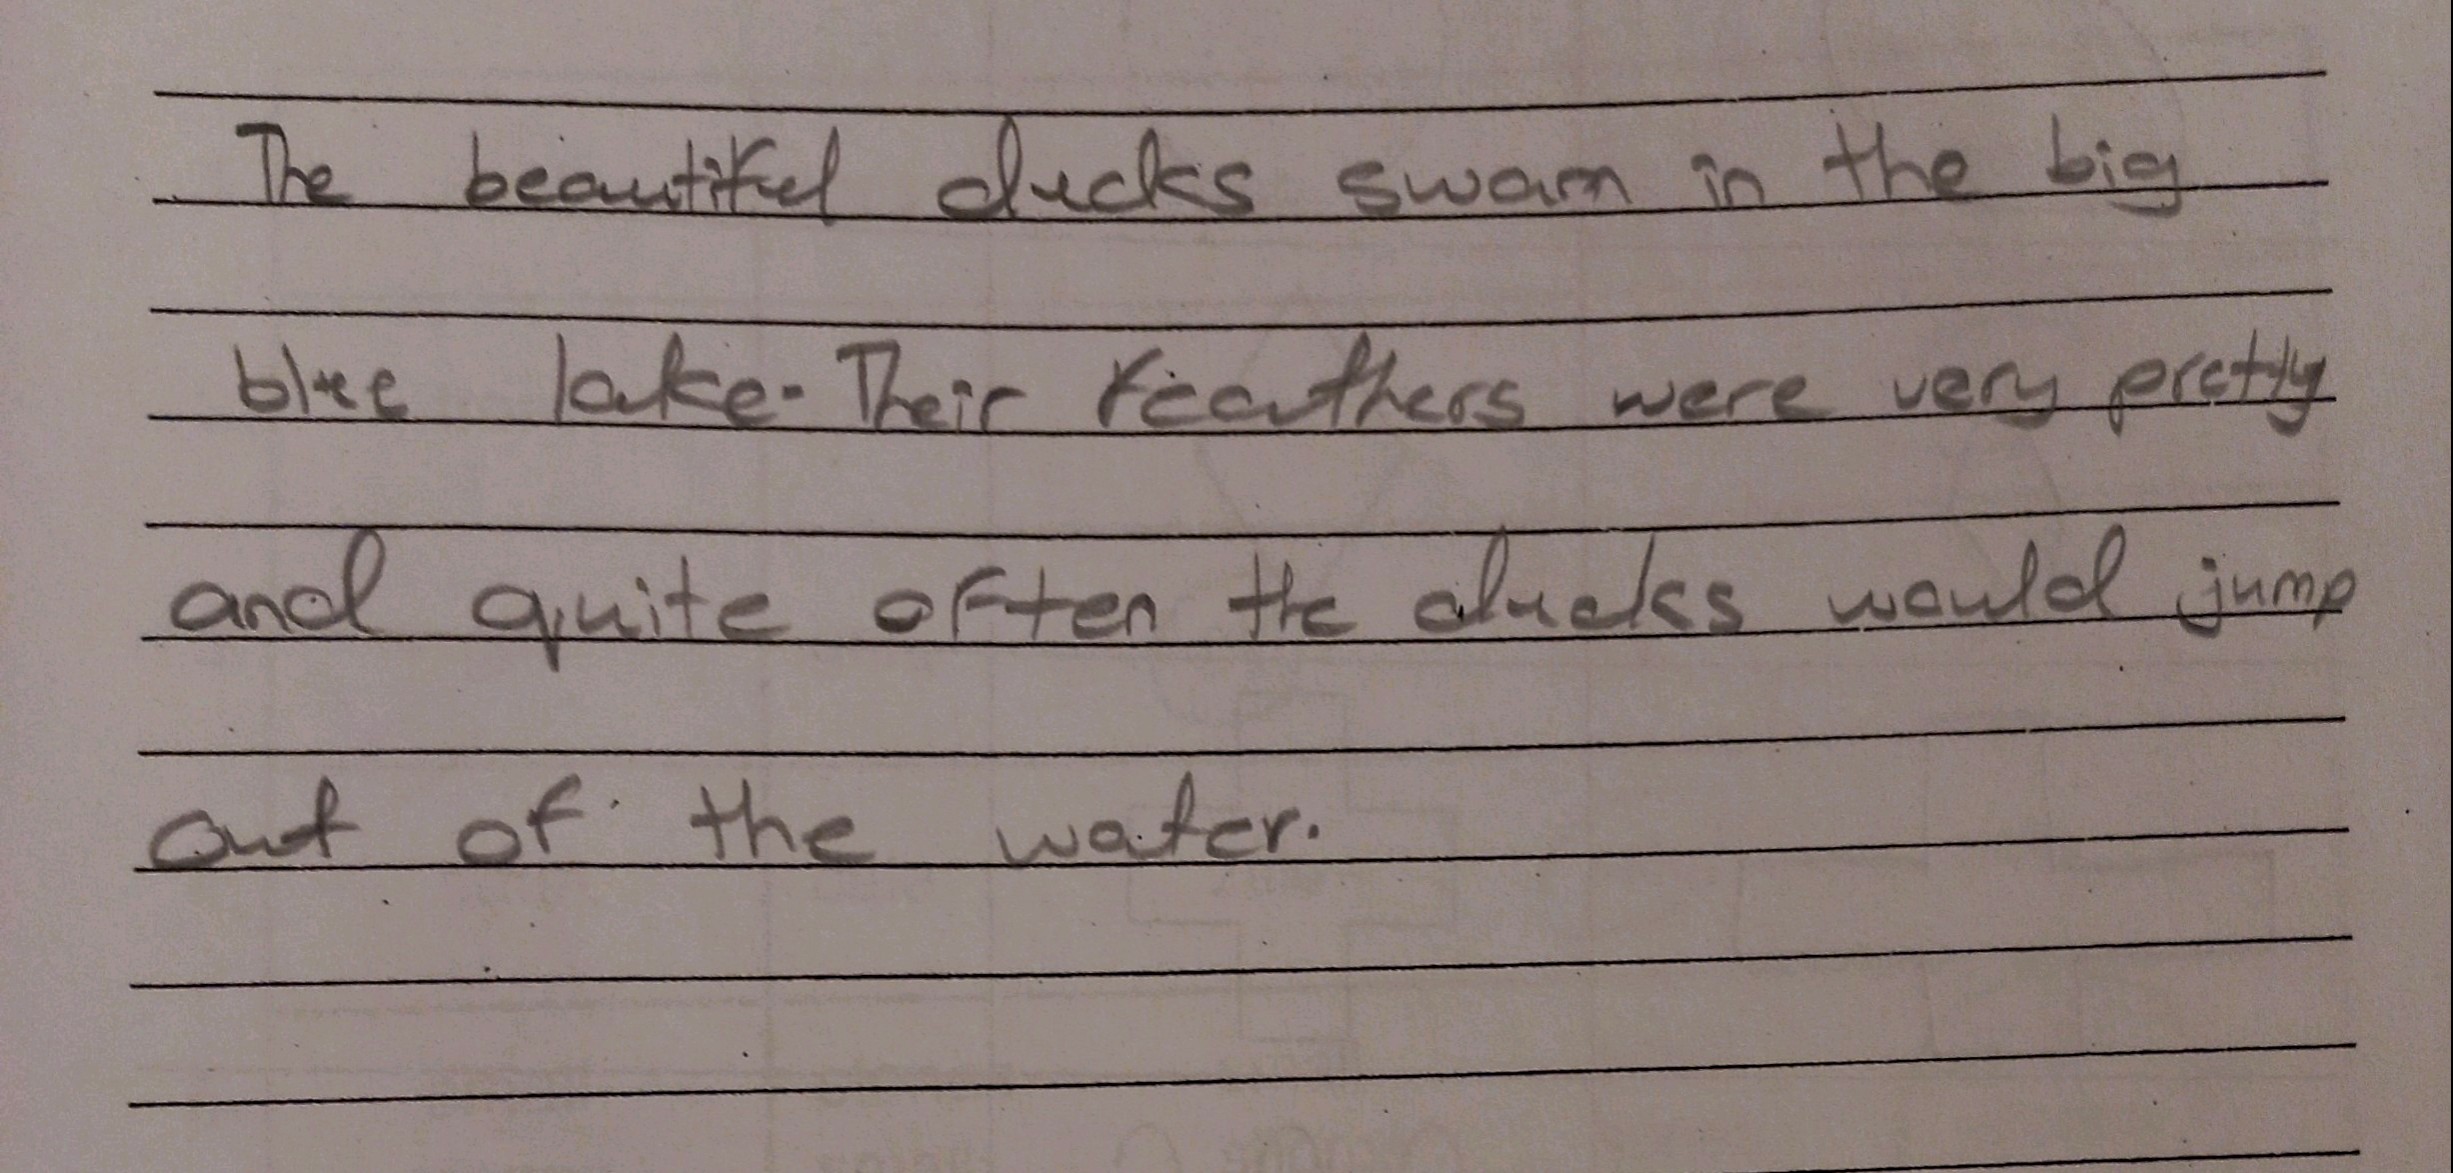 The beautiful ducks swam in the big
blue lake. Their feathers were very pretty
and quite often the ducks would jump
out of the water.